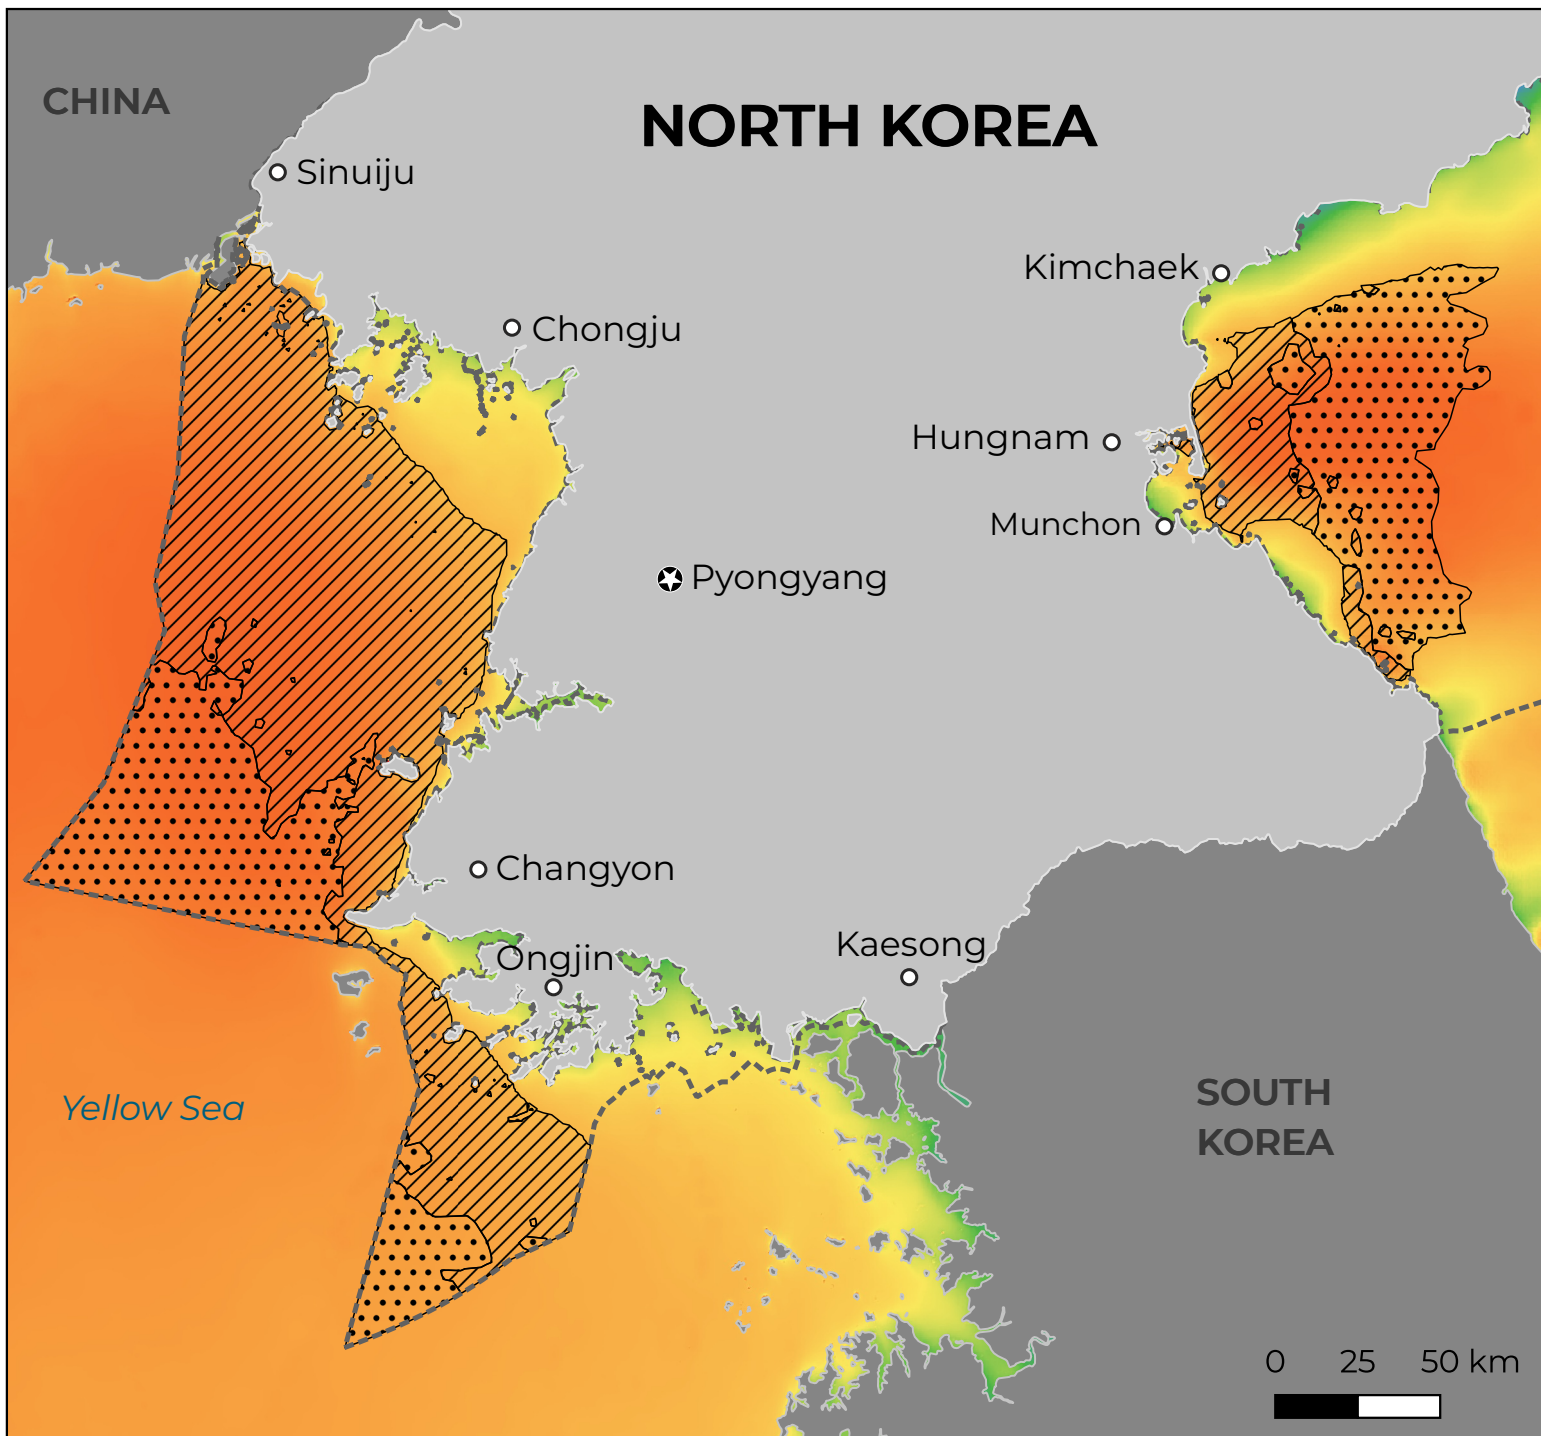 CHINA
NORTH KOREA
Sinuiju
Kimchaek
Chongju
Hungnam
Munchon
Pyongyang
Changyon
Kaesong
Ongjin
Yellow Sea
SOUTH
KOREA
0 25 50 km